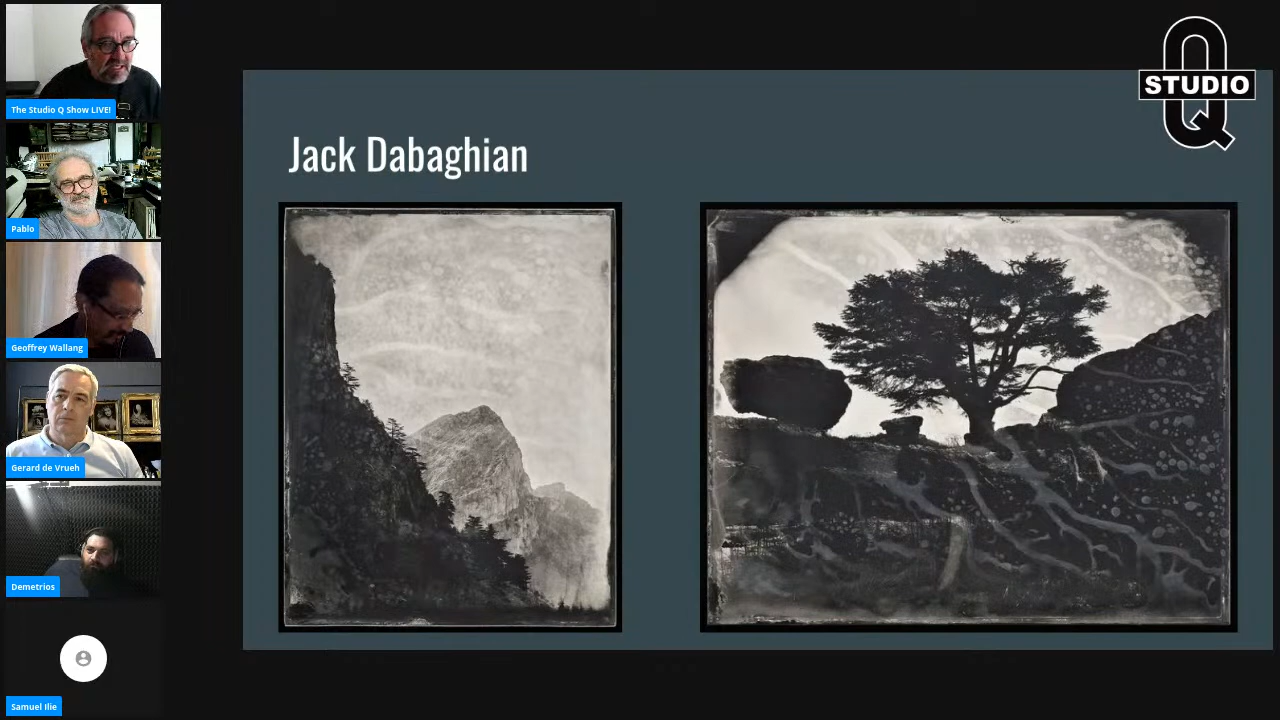 The Studio Q Show LIVE!
Pablo
Geoffrey Wallang
Gerard de Vrueh
Demetrios
Samuel Ilie
Jack Dabaghian
STUDIO
Q